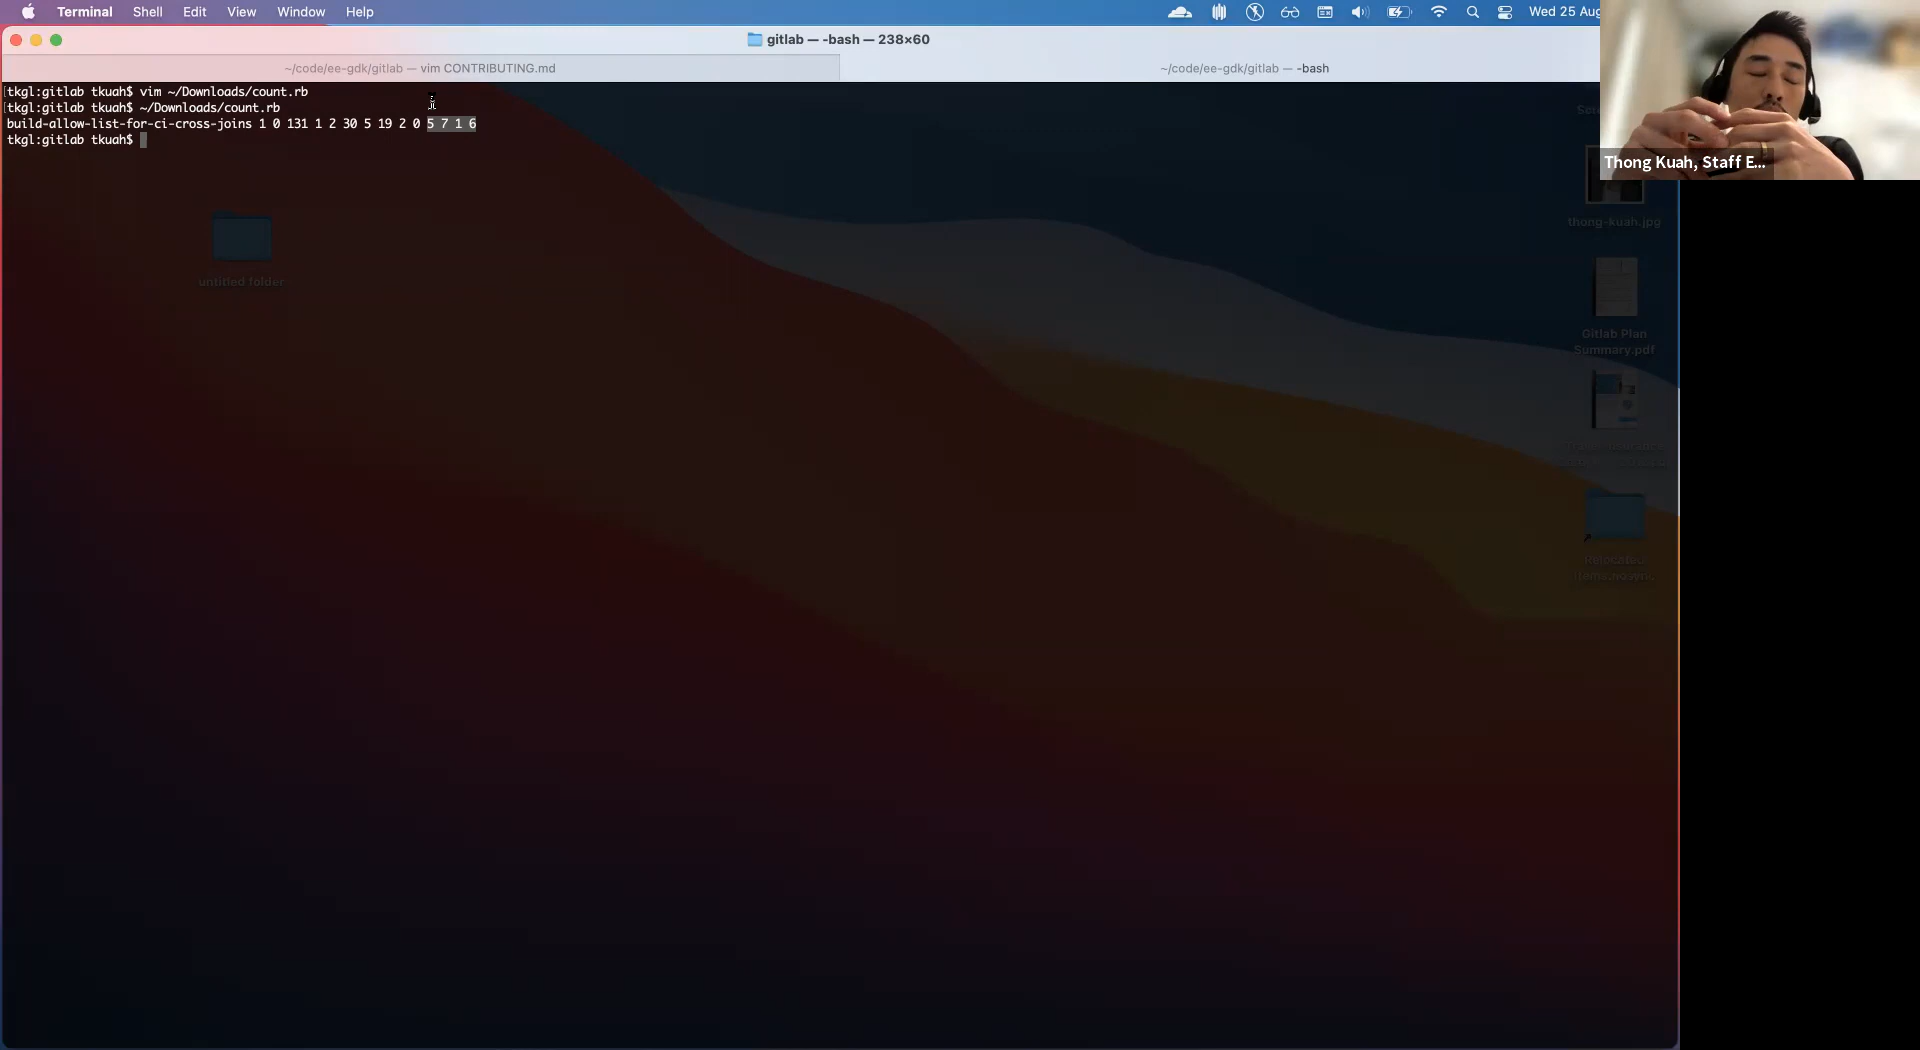 Terminal Shell Edit View Window Help Wed 25 Aug
gitlab — -bash — 238×60
~/code/ee-gdk/gitlab — vim CONTRIBUTING.md ~/code/ee-gdk/gitlab — -bash
[tkgl:gitlab tkuah$ vim ~/Downloads/count.rb
[tkgl:gitlab tkuah$ ~/Downloads/count.rb
build-allow-list-for-ci-cross-joins 1 0 131 1 2 30 5 19 2 0 5 7 1 6
tkgl:gitlab tkuah$
Thong Kuah, Staff E...
thong-kuah.jpg
untitled folder
Gitlab Plan
Summary.pdf
Relocated
Items.nosyn..